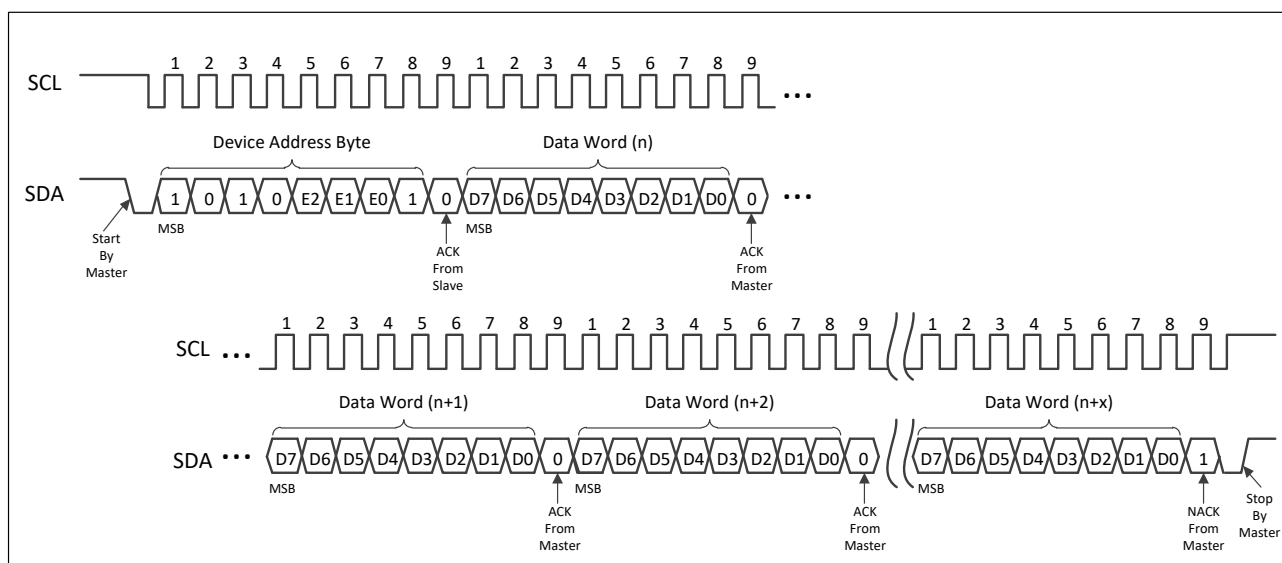 1 2 3 4 5 6 7 8 9 1 2 3 4 5 6 7 8 9
SCL ...
Device Address Byte Data Word (n)
SDA 1 0 1 0 E2 E1 E0 1 0 D7 D6 D5 D4 D3 D2 D1 D0 0 ...
MSB MSB
Start
By
Master
ACK
From
Slave
ACK
From
Master
1 2 3 4 5 6 7 8 9 1 2 3 4 5 6 7 8 9 1 2 3 4 5 6 7 8 9
SCL ...
Data Word (n+1) Data Word (n+2) Data Word (n+x)
SDA ... D7 D6 D5 D4 D3 D2 D1 D0 0 D7 D6 D5 D4 D3 D2 D1 D0 0 D7 D6 D5 D4 D3 D2 D1 D0 1
MSB MSB MSB
ACK
From
Master
ACK
From
Master
NACK
From
Master
Stop
By
Master